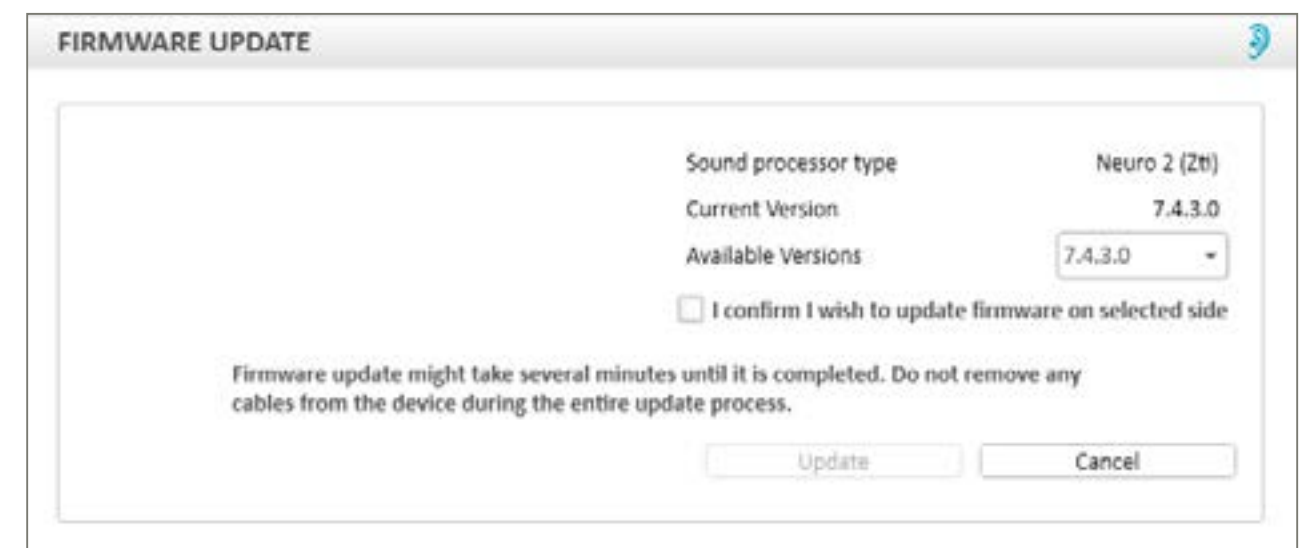 FIRMWARE UPDATE
Sound processor type Neuro 2 (Zti)
Current Version 7.4.3.0
Available Versions 7.4.3.0
I confirm I wish to update firmware on selected side
Firmware update might take several minutes until it is completed. Do not remove any
cables from the device during the entire update process.
Update Cancel